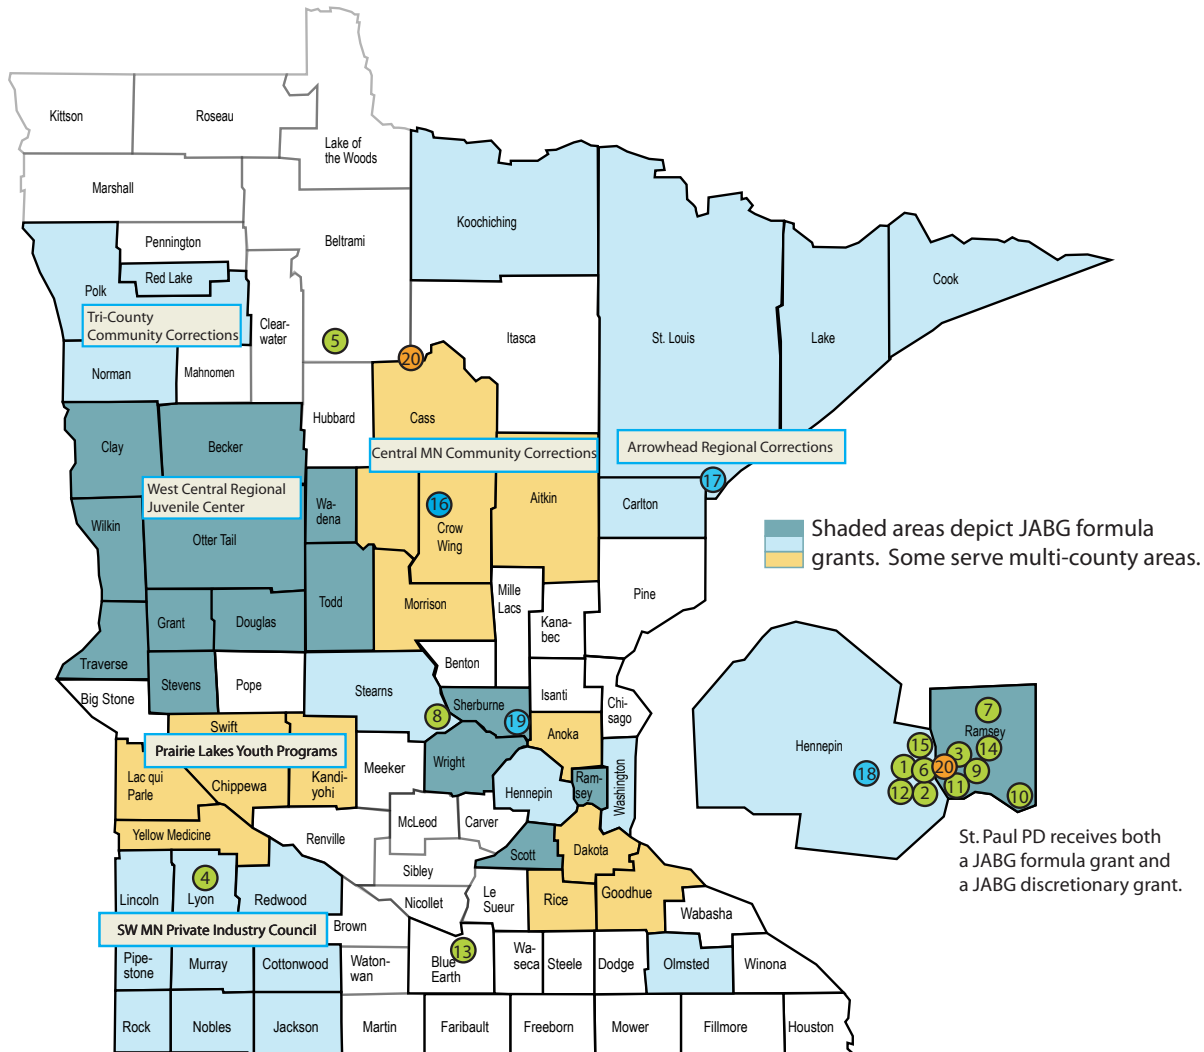 Kittson
Roseau
Lake of
the Woods
Marshall
Koochiching
Pennington
Beltrami
Red Lake
Polk
Cook
Tri-County
Community Corrections
Clear-
water
5
20
Itasca
St. Louis
Lake
Norman
Mahnomen
Hubbard
Cass
Clay
Becker
Central MN Community Corrections
Arrowhead Regional Corrections
17
West Central Regional
Juvenile Center
Wa-
dena
16
Crow
Wing
Aitkin
Carlton
Wilkin
Otter Tail
Shaded areas depict JABG formula
grants. Some serve multi-county areas.
Todd
Morrison
Mille
Lacs
Pine
Grant
Douglas
Kana-
bec
Traverse
Benton
Stevens
Pope
Stearns
Isanti
Chi-
sago
Big Stone
Sherburne
8
19
Swift
Anoka
Prairie Lakes Youth Programs
Wright
Meeker
Ram-
sey
Washington
Lac qui
Parle
Chippewa
Kandi-
yohi
Hennepin
McLeod
Carver
Yellow Medicine
Renville
Scott
Dakota
Sibley
4
Lincoln
Lyon
Redwood
Nicollet
Le
Sueur
Rice
Goodhue
Wabasha
SW MN Private Industry Council
Brown
13
Blue
Earth
Pipe-
stone
Murray
Cottonwood
Waton-
wan
Wa-
seca
Steele
Dodge
Olmsted
Winona
Rock
Nobles
Jackson
Martin
Faribault
Freeborn
Mower
Fillmore
Houston
7
Ramsey
Hennepin
15
3
14
18
1
6
20
9
12
2
11
10
St. Paul PD receives both
a JABG formula grant and
a JABG discretionary grant.